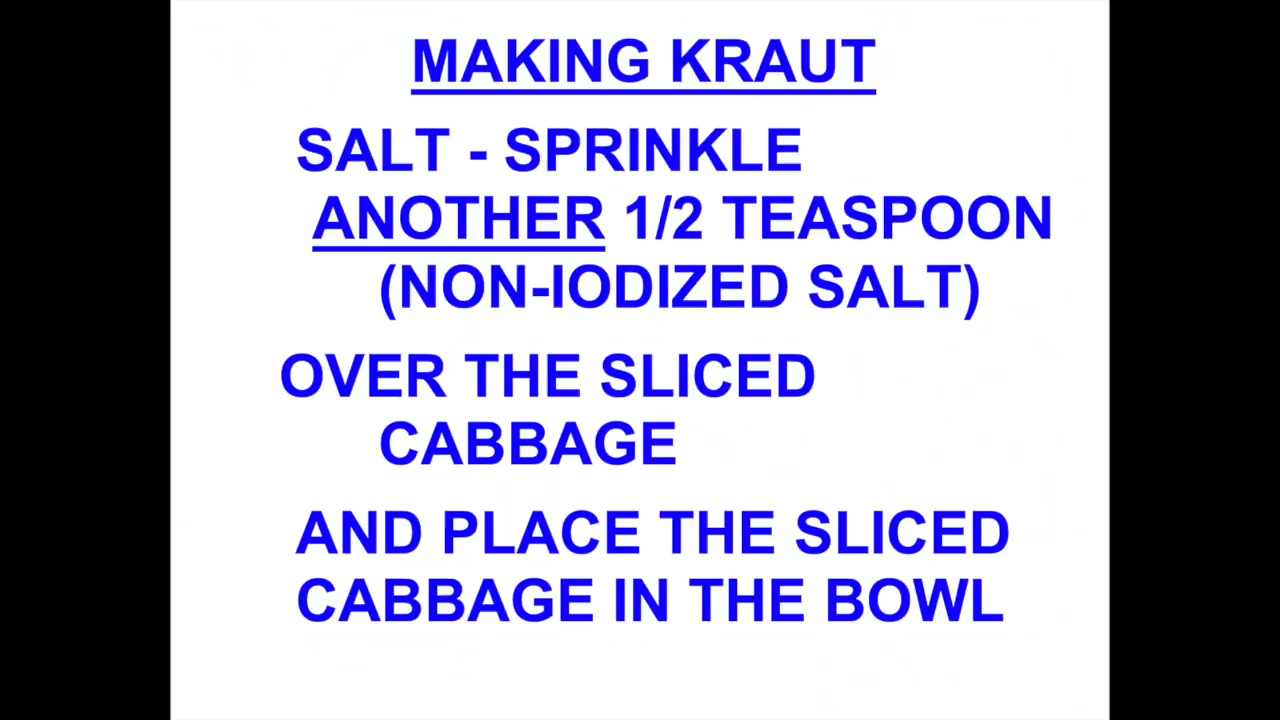 MAKING KRAUT
SALT - SPRINKLE
ANOTHER 1/2 TEASPOON
(NON-IODIZED SALT)
OVER THE SLICED
CABBAGE
AND PLACE THE SLICED
CABBAGE IN THE BOWL